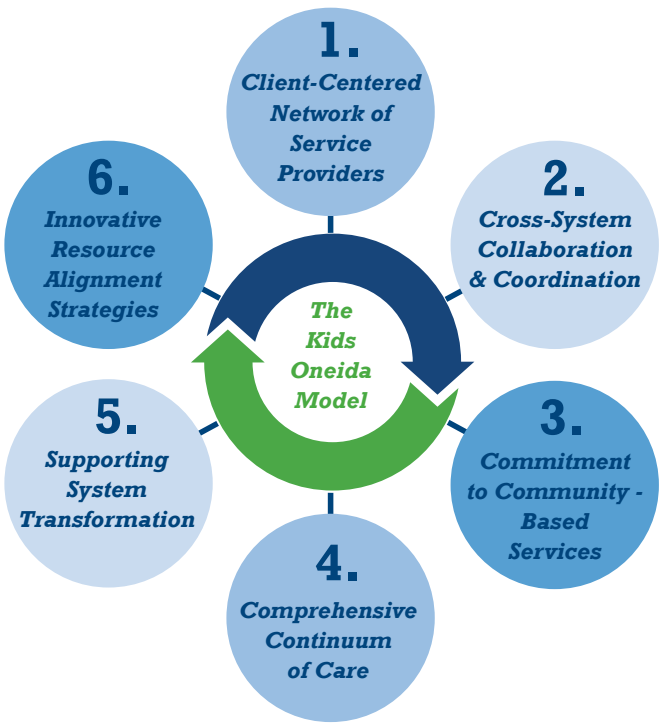 1.
Client-Centered
Network of
Service
Providers
2.
Cross-System
Collaboration
& Coordination
3.
Commitment
to Community -
Based
Services
4.
Comprehensive
Continuum
of Care
5.
Supporting
System
Transformation
6.
Innovative
Resource
Alignment
Strategies
The
Kids
Oneida
Model